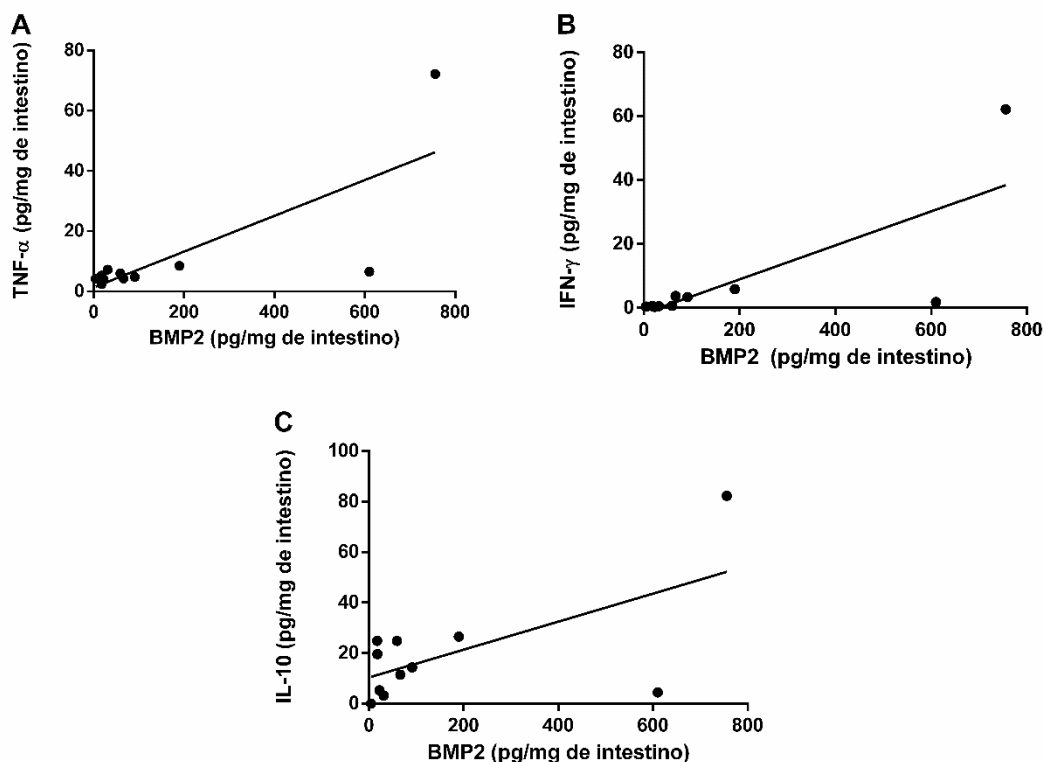 A
TNF-α (pg/mg de intestino)
80
60
40
20
0
0 200 400 600 800
BMP2 (pg/mg de intestino)
B
IFN-γ (pg/mg de intestino)
80
60
40
20
0
0 200 400 600 800
BMP2 (pg/mg de intestino)
C
IL-10 (pg/mg de intestino)
100
80
60
40
20
0
0 200 400 600 800
BMP2 (pg/mg de intestino)